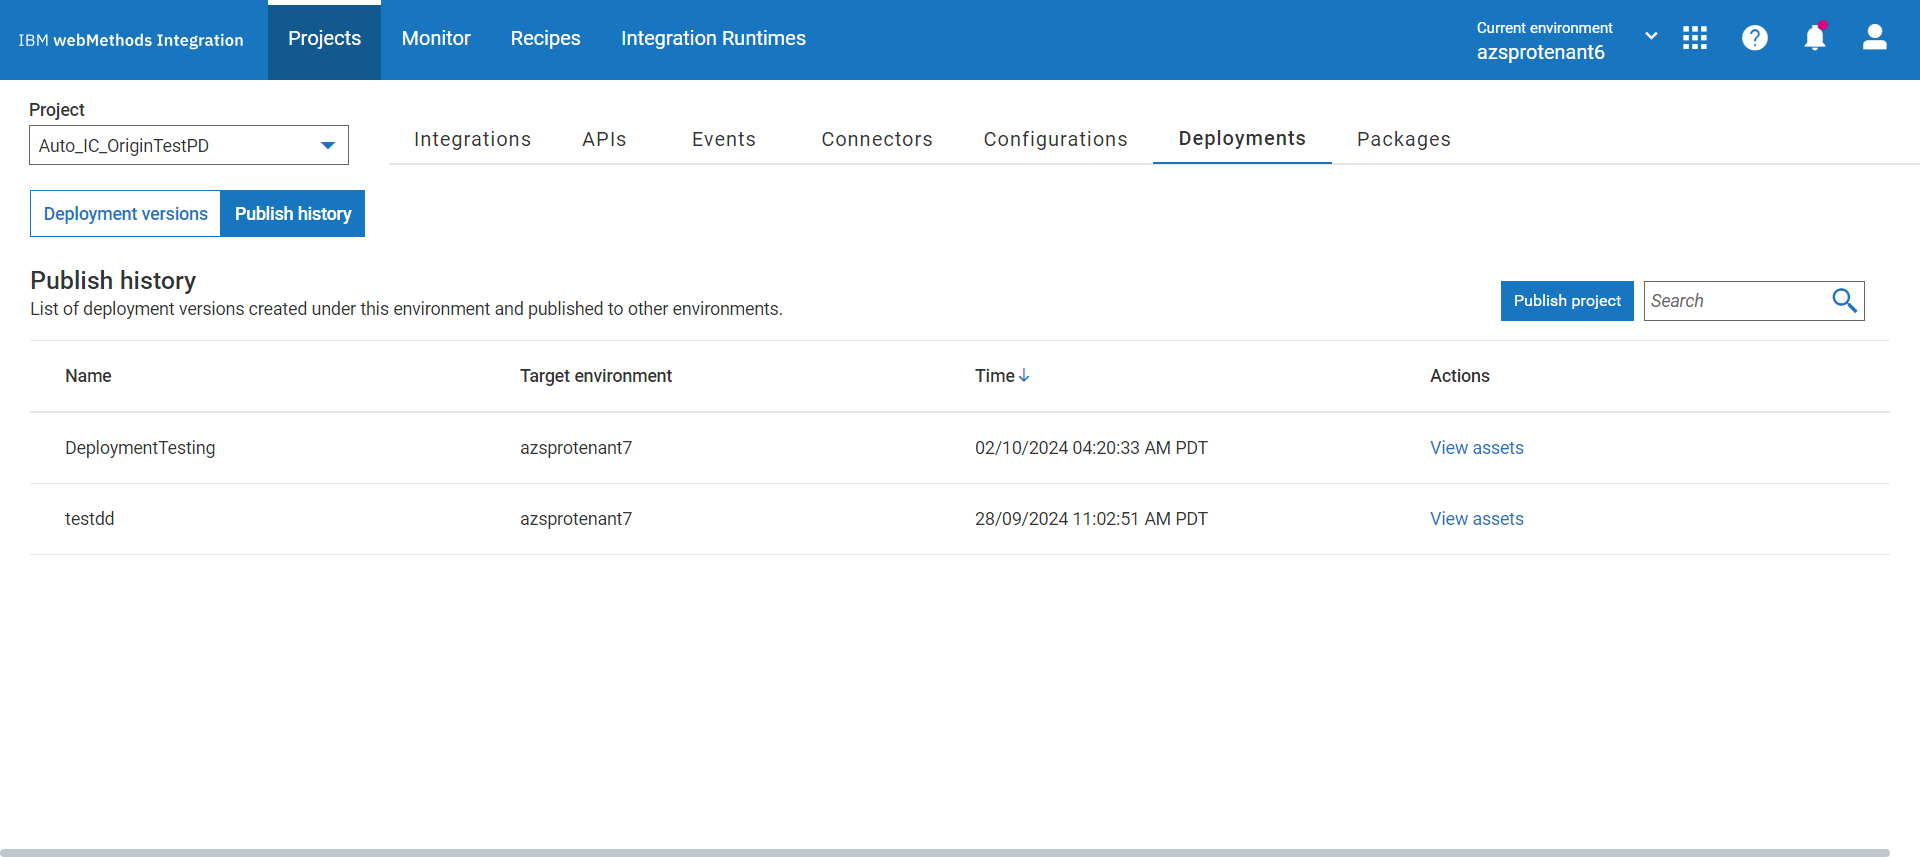 IBM webMethods Integration
Projects
Monitor
Recipes
Integration Runtimes
Current environment
azsprotenant6
Project
Auto_IC_OriginTestPD
Integrations
APIs
Events
Connectors
Configurations
Deployments
Packages
Deployment versions
Publish history
Publish history
List of deployment versions created under this environment and published to other environments.
Publish project
Search
Name
Target environment
Time
Actions
DeploymentTesting
azsprotenant7
02/10/2024 04:20:33 AM PDT
View assets
testdd
azsprotenant7
28/09/2024 11:02:51 AM PDT
View assets